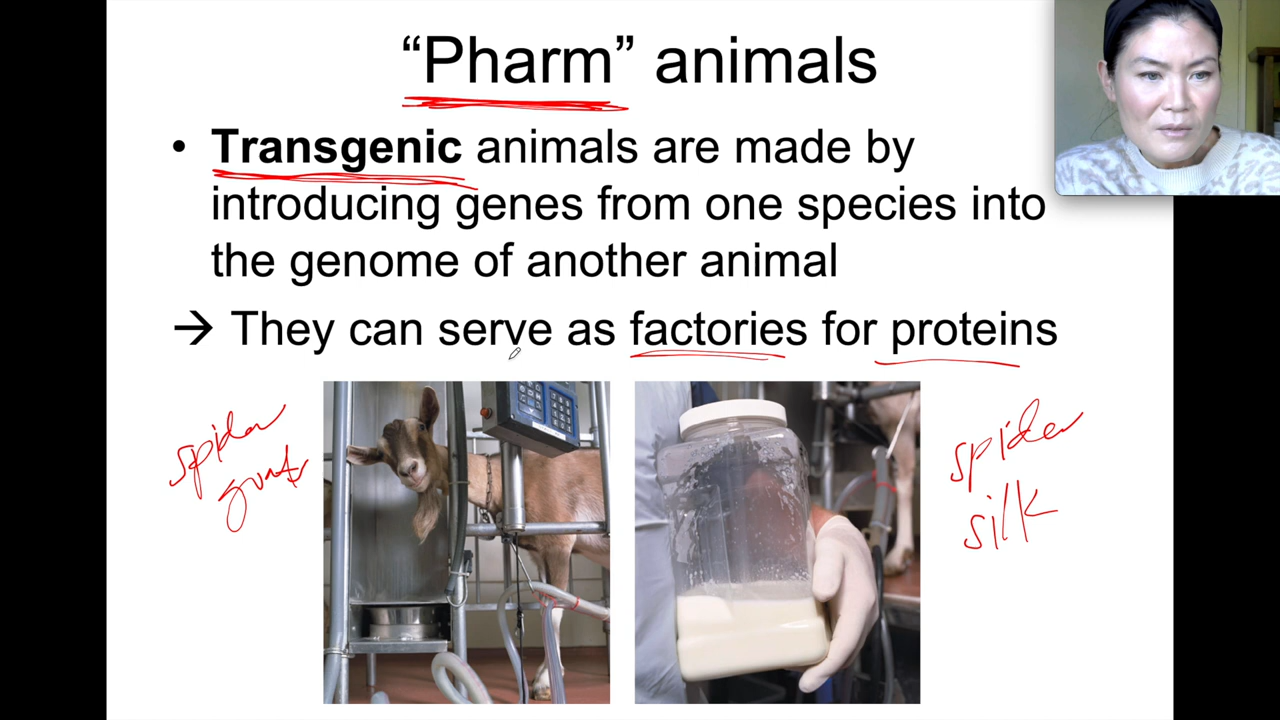 “Pharm” animals
• Transgenic animals are made by
introducing genes from one species into
the genome of another animal
→ They can serve as factories for proteins
spider
goats
spider
silk